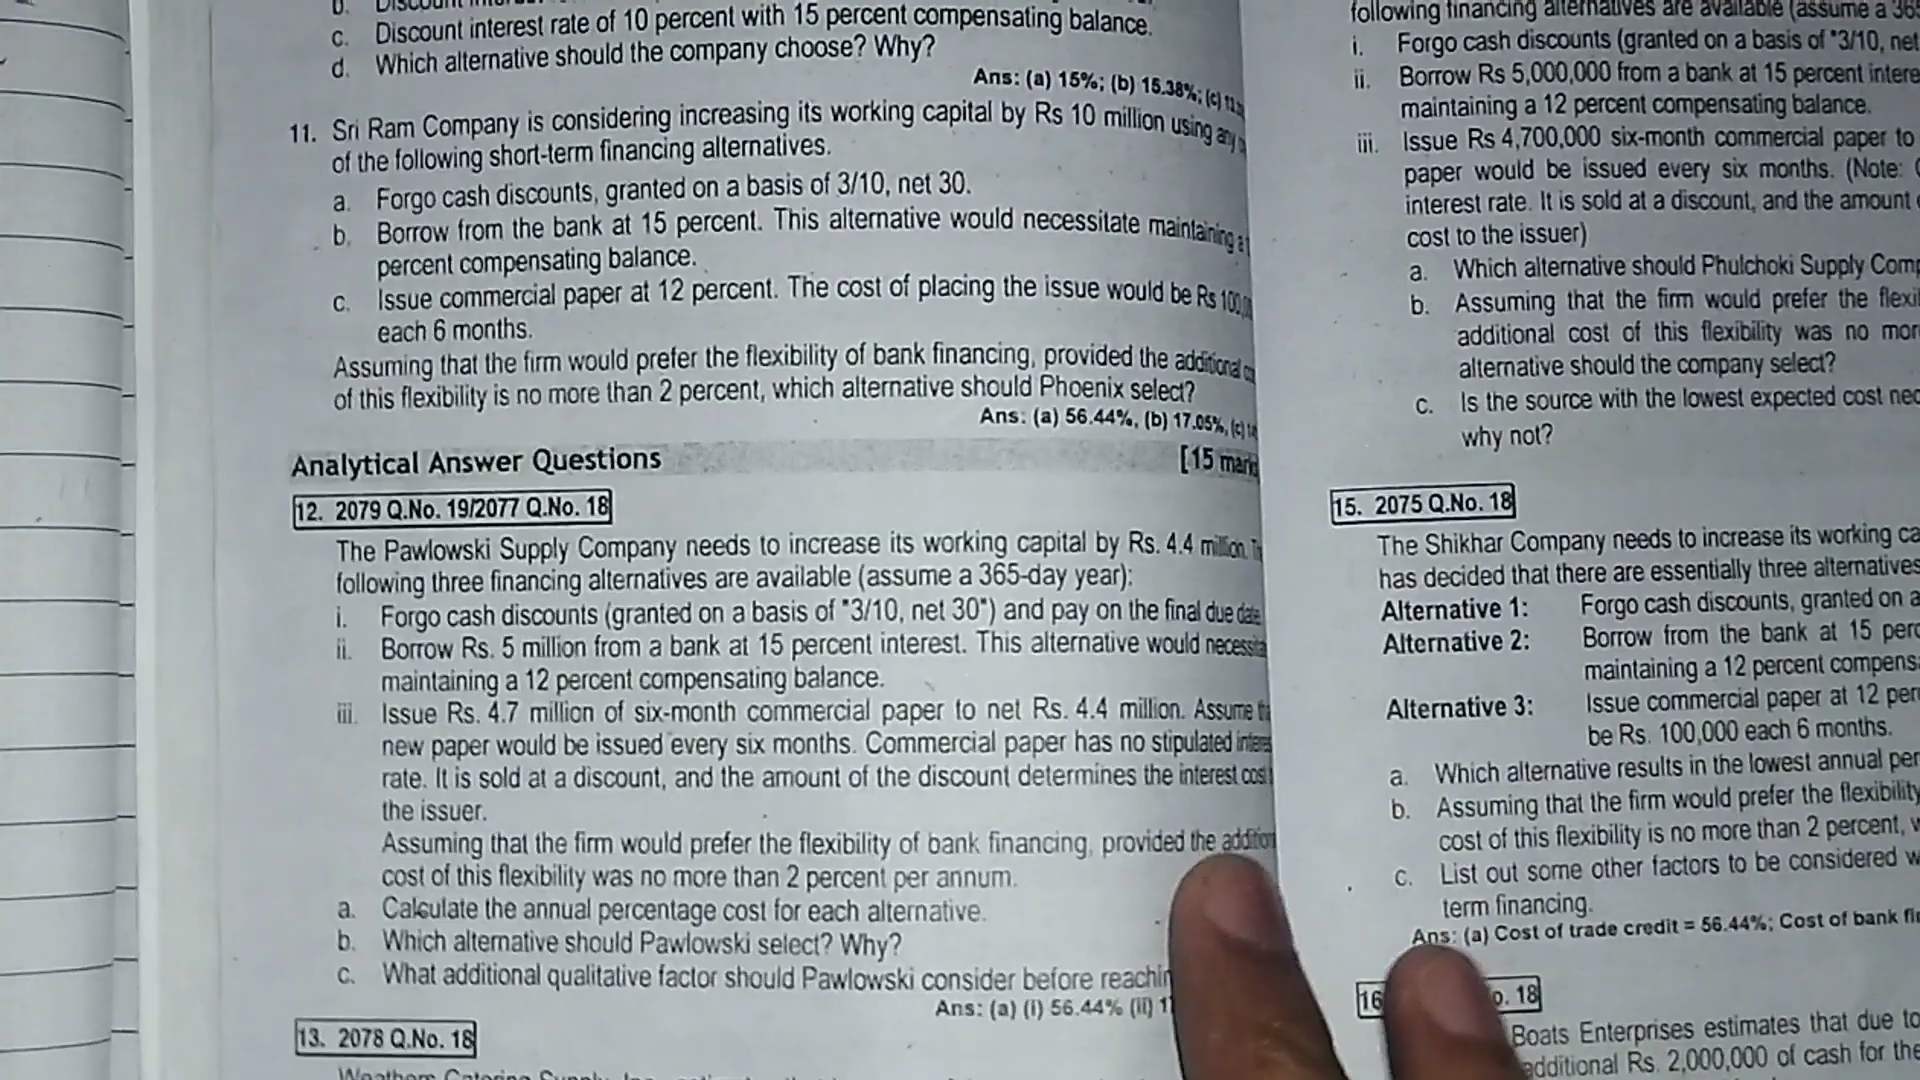 c. Discount interest rate of 10 percent with 15 percent compensating balance.
d. Which alternative should the company choose? Why?
Ans: (a) 15%; (b) 15.38%; (c)
11. Sri Ram Company is considering increasing its working capital by Rs 10 million using any
of the following short-term financing alternatives.
a. Forgo cash discounts, granted on a basis of 3/10, net 30.
b. Borrow from the bank at 15 percent. This alternative would necessitate maintaining a
percent compensating balance.
c. Issue commercial paper at 12 percent. The cost of placing the issue would be Rs
each 6 months.
Assuming that the firm would prefer the flexibility of bank financing, provided the additional
of this flexibility is no more than 2 percent, which alternative should Phoenix select?
Ans: (a) 56.44%, (b) 17.05%, (c)
Analytical Answer Questions [15 mark
12. 2079 Q.No. 19/2077 Q.No. 18
The Pawlowski Supply Company needs to increase its working capital by Rs. 4.4 million.
following three financing alternatives are available (assume a 365-day year):
i. Forgo cash discounts (granted on a basis of "3/10, net 30") and pay on the final due date
ii. Borrow Rs. 5 million from a bank at 15 percent interest. This alternative would
maintaining a 12 percent compensating balance.
iii. Issue Rs. 4.7 million of six-month commercial paper to net Rs. 4.4 million. Assume
new paper would be issued every six months. Commercial paper has no stipulated
rate. It is sold at a discount, and the amount of the discount determines the interest cost
the issuer.
Assuming that the firm would prefer the flexibility of bank financing, provided the
cost of this flexibility was no more than 2 percent per annum.
a. Calculate the annual percentage cost for each alternative.
b. Which alternative should Pawlowski select? Why?
c. What additional qualitative factor should Pawlowski consider before
Ans: (a) (i) 56.44% (ii)
13. 2078 Q.No. 18
following financing alternatives are available (assume a
i. Forgo cash discounts (granted on a basis of "3/10, net
ii. Borrow Rs 5,000,000 from a bank at 15 percent
maintaining a 12 percent compensating balance.
iii. Issue Rs 4,700,000 six-month commercial paper to
paper would be issued every six months. (Note:
interest rate. It is sold at a discount, and the amount
cost to the issuer)
a. Which alternative should Phulchoki Supply
b. Assuming that the firm would prefer the
additional cost of this flexibility was no
alternative should the company select?
c. Is the source with the lowest expected cost
why not?
15. 2075 Q.No. 18
The Shikhar Company needs to increase its working
has decided that there are essentially three alternatives
Alternative 1: Forgo cash discounts, granted on a
Alternative 2: Borrow from the bank at 15
maintaining a 12 percent
Alternative 3: Issue commercial paper at 12
be Rs. 100,000 each 6 months.
a. Which alternative results in the lowest annual
b. Assuming that the firm would prefer the flexibility
cost of this flexibility is no more than 2 percent,
c. List out some other factors to be considered
term financing.
Ans: (a) Cost of trade credit = 56.44%; Cost of bank
16 18
Boats Enterprises estimates that due to
additional Rs. 2,000,000 of cash for the